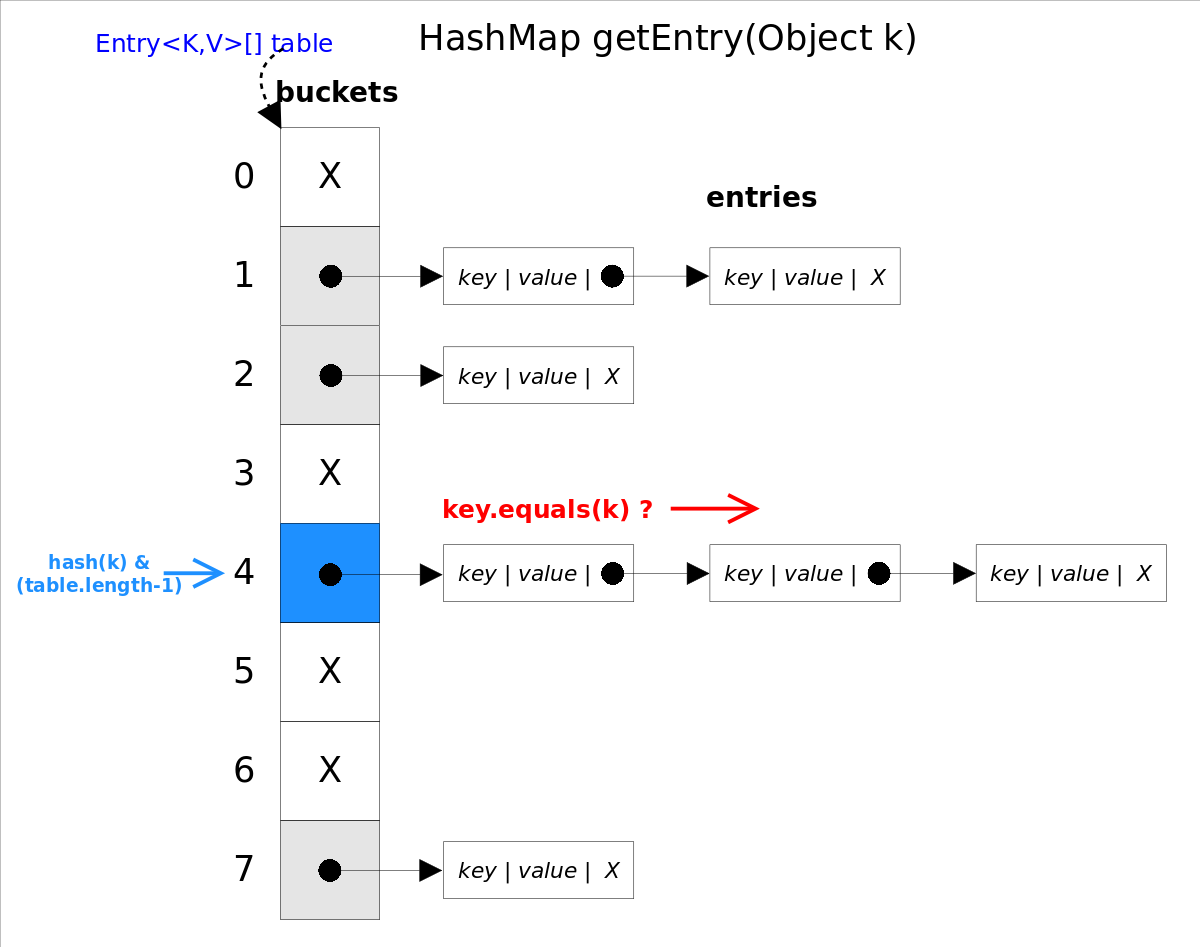 HashMap getEntry(Object k)
Entry<K,V>[] table
buckets
0 X
entries
1 key | value | key | value | X
2 key | value | X
3 X
key.equals(k) ?
hash(k) &
(table.length-1)
4 key | value | key | value | key | value | X
5 X
6 X
7 key | value | X